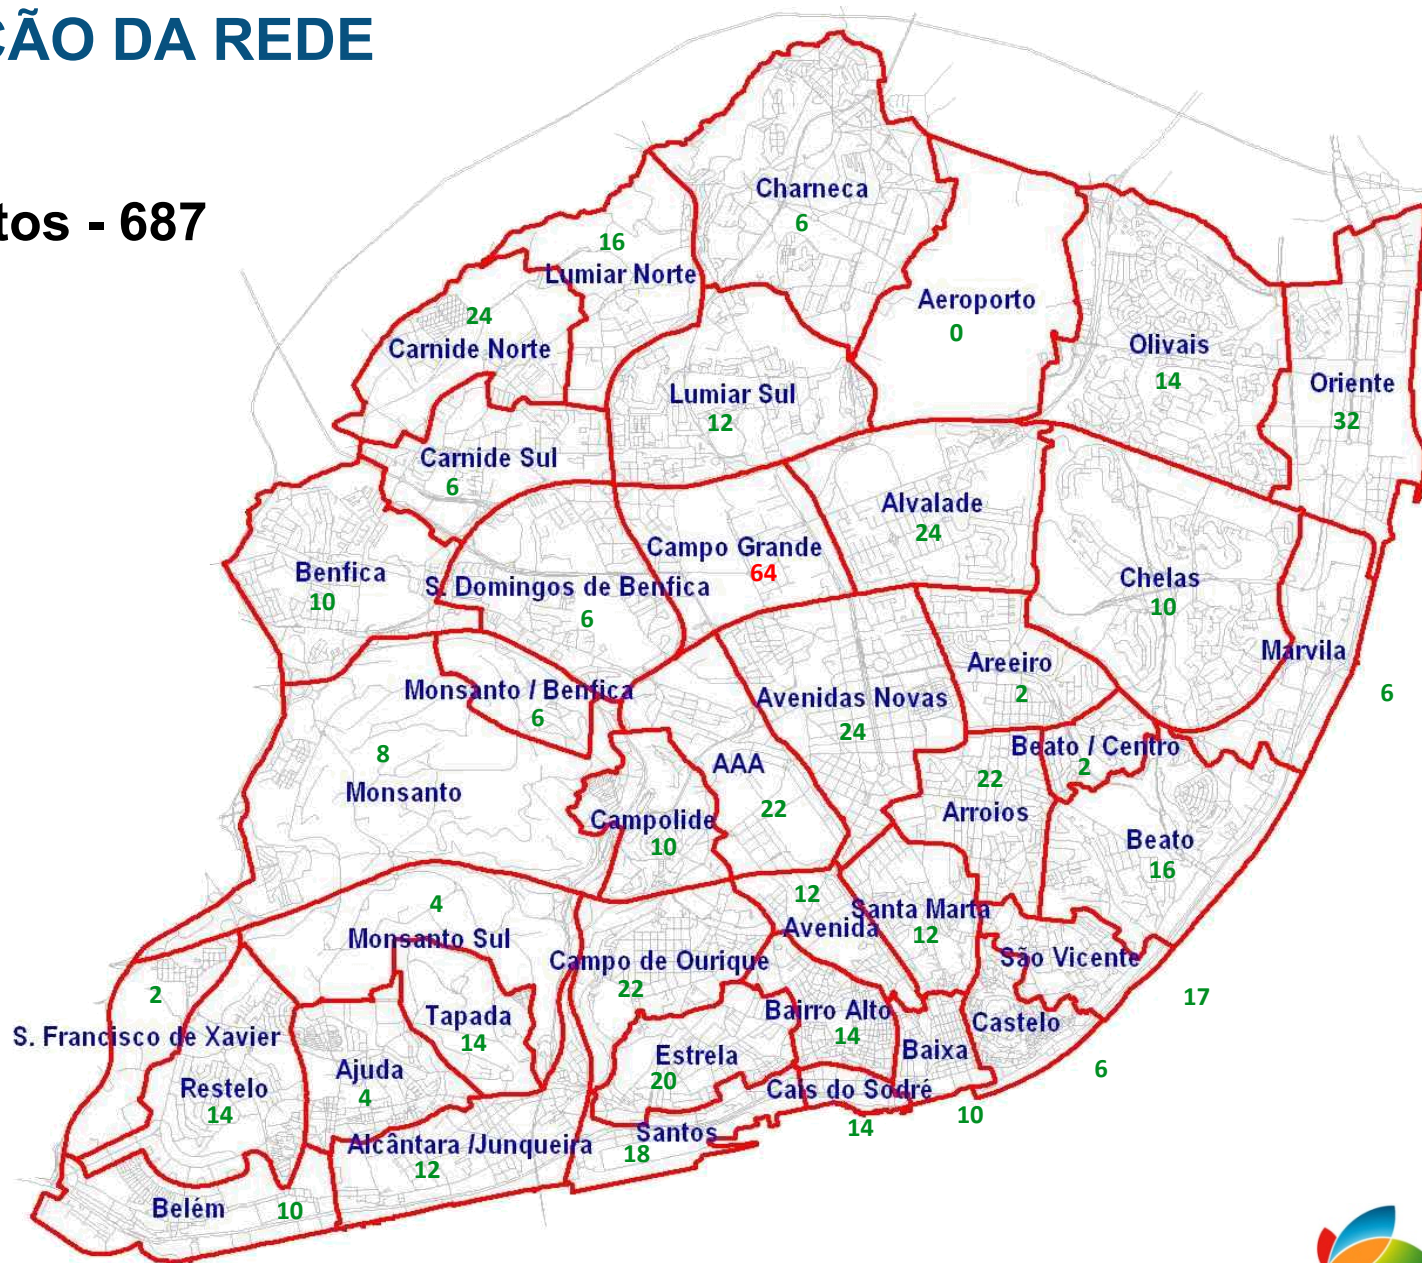 ÇÃO DA REDE
tos - 687
Charneca
6
16
Lumiar Norte
Aeroporto
0
24
Carnide Norte
Olivais
14
Oriente
32
Lumiar Sul
12
Carnide Sul
6
Alvalade
24
Campo Grande
64
Benfica
10
S. Domingos de Benfica
6
Chelas
10
Marvila
6
Areeiro
2
Monsanto / Benfica
6
Avenidas Novas
24
8
Monsanto
AAA
22
Beato / Centro
2
22
Arroios
Campolide
10
Beato
16
4
Monsanto Sul
12
Avenida
Santa Marta
12
Campo de Ourique
22
São Vicente
17
2
S. Francisco de Xavier
Tapada
14
Bairro Alto
14
Castelo
6
Baixa
10
Estrela
20
Ajuda
4
Restelo
14
Cais do Sodré
14
Santos
18
Alcântara /Junqueira
12
Belém
10